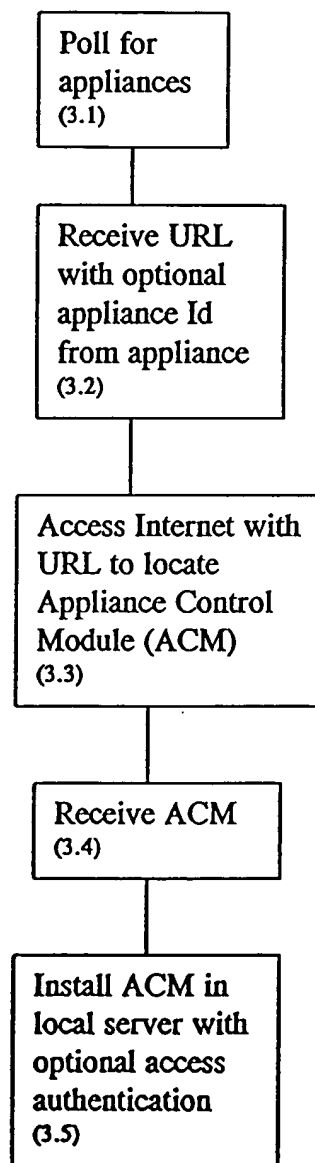 Poll for
appliances
(3.1)
Receive URL
with optional
appliance Id
from appliance
(3.2)
Access Internet with
URL to locate
Appliance Control
Module (ACM)
(3.3)
Receive ACM
(3.4)
Install ACM in
local server with
optional access
authentication
(3.5)